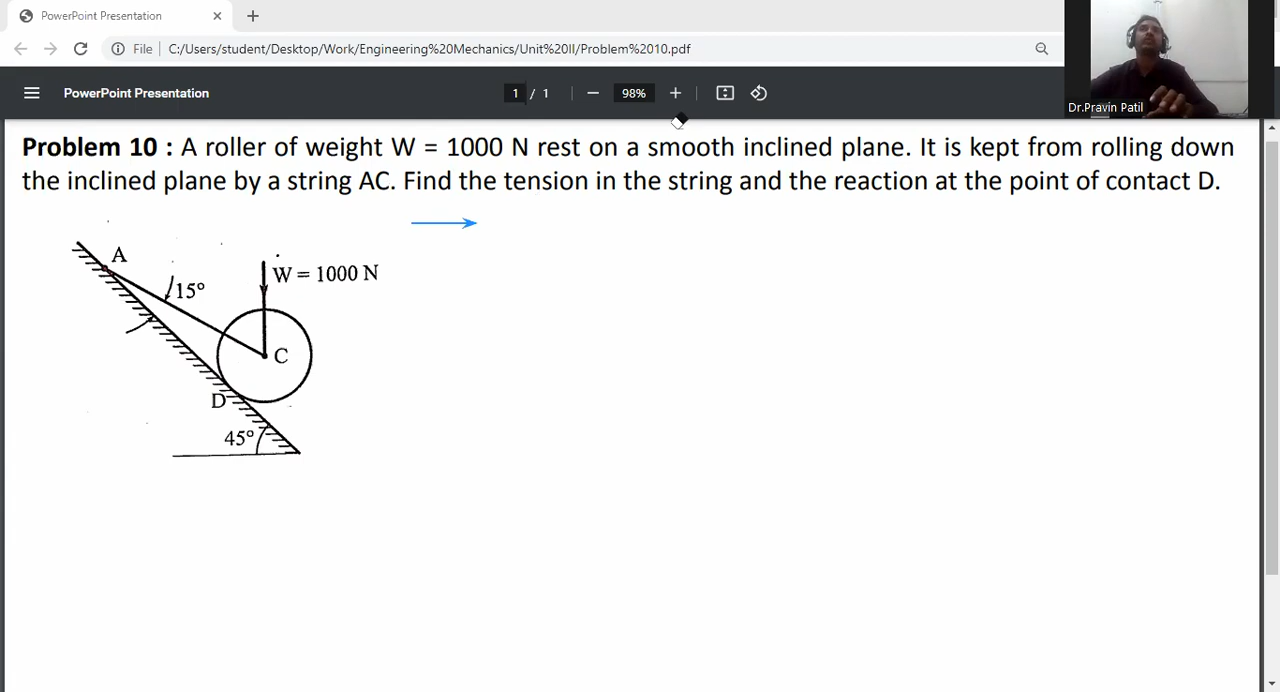 PowerPoint Presentation
File
C:/Users/student/Desktop/Work/Engineering%20Mechanics/Unit%20II/Problem%2010.pdf
PowerPoint Presentation
1 / 1
98%
Dr.Pravin Patil
Problem 10 : A roller of weight W = 1000 N rest on a smooth inclined plane. It is kept from rolling down
the inclined plane by a string AC. Find the tension in the string and the reaction at the point of contact D.
A
W = 1000 N
15°
C
D
45°